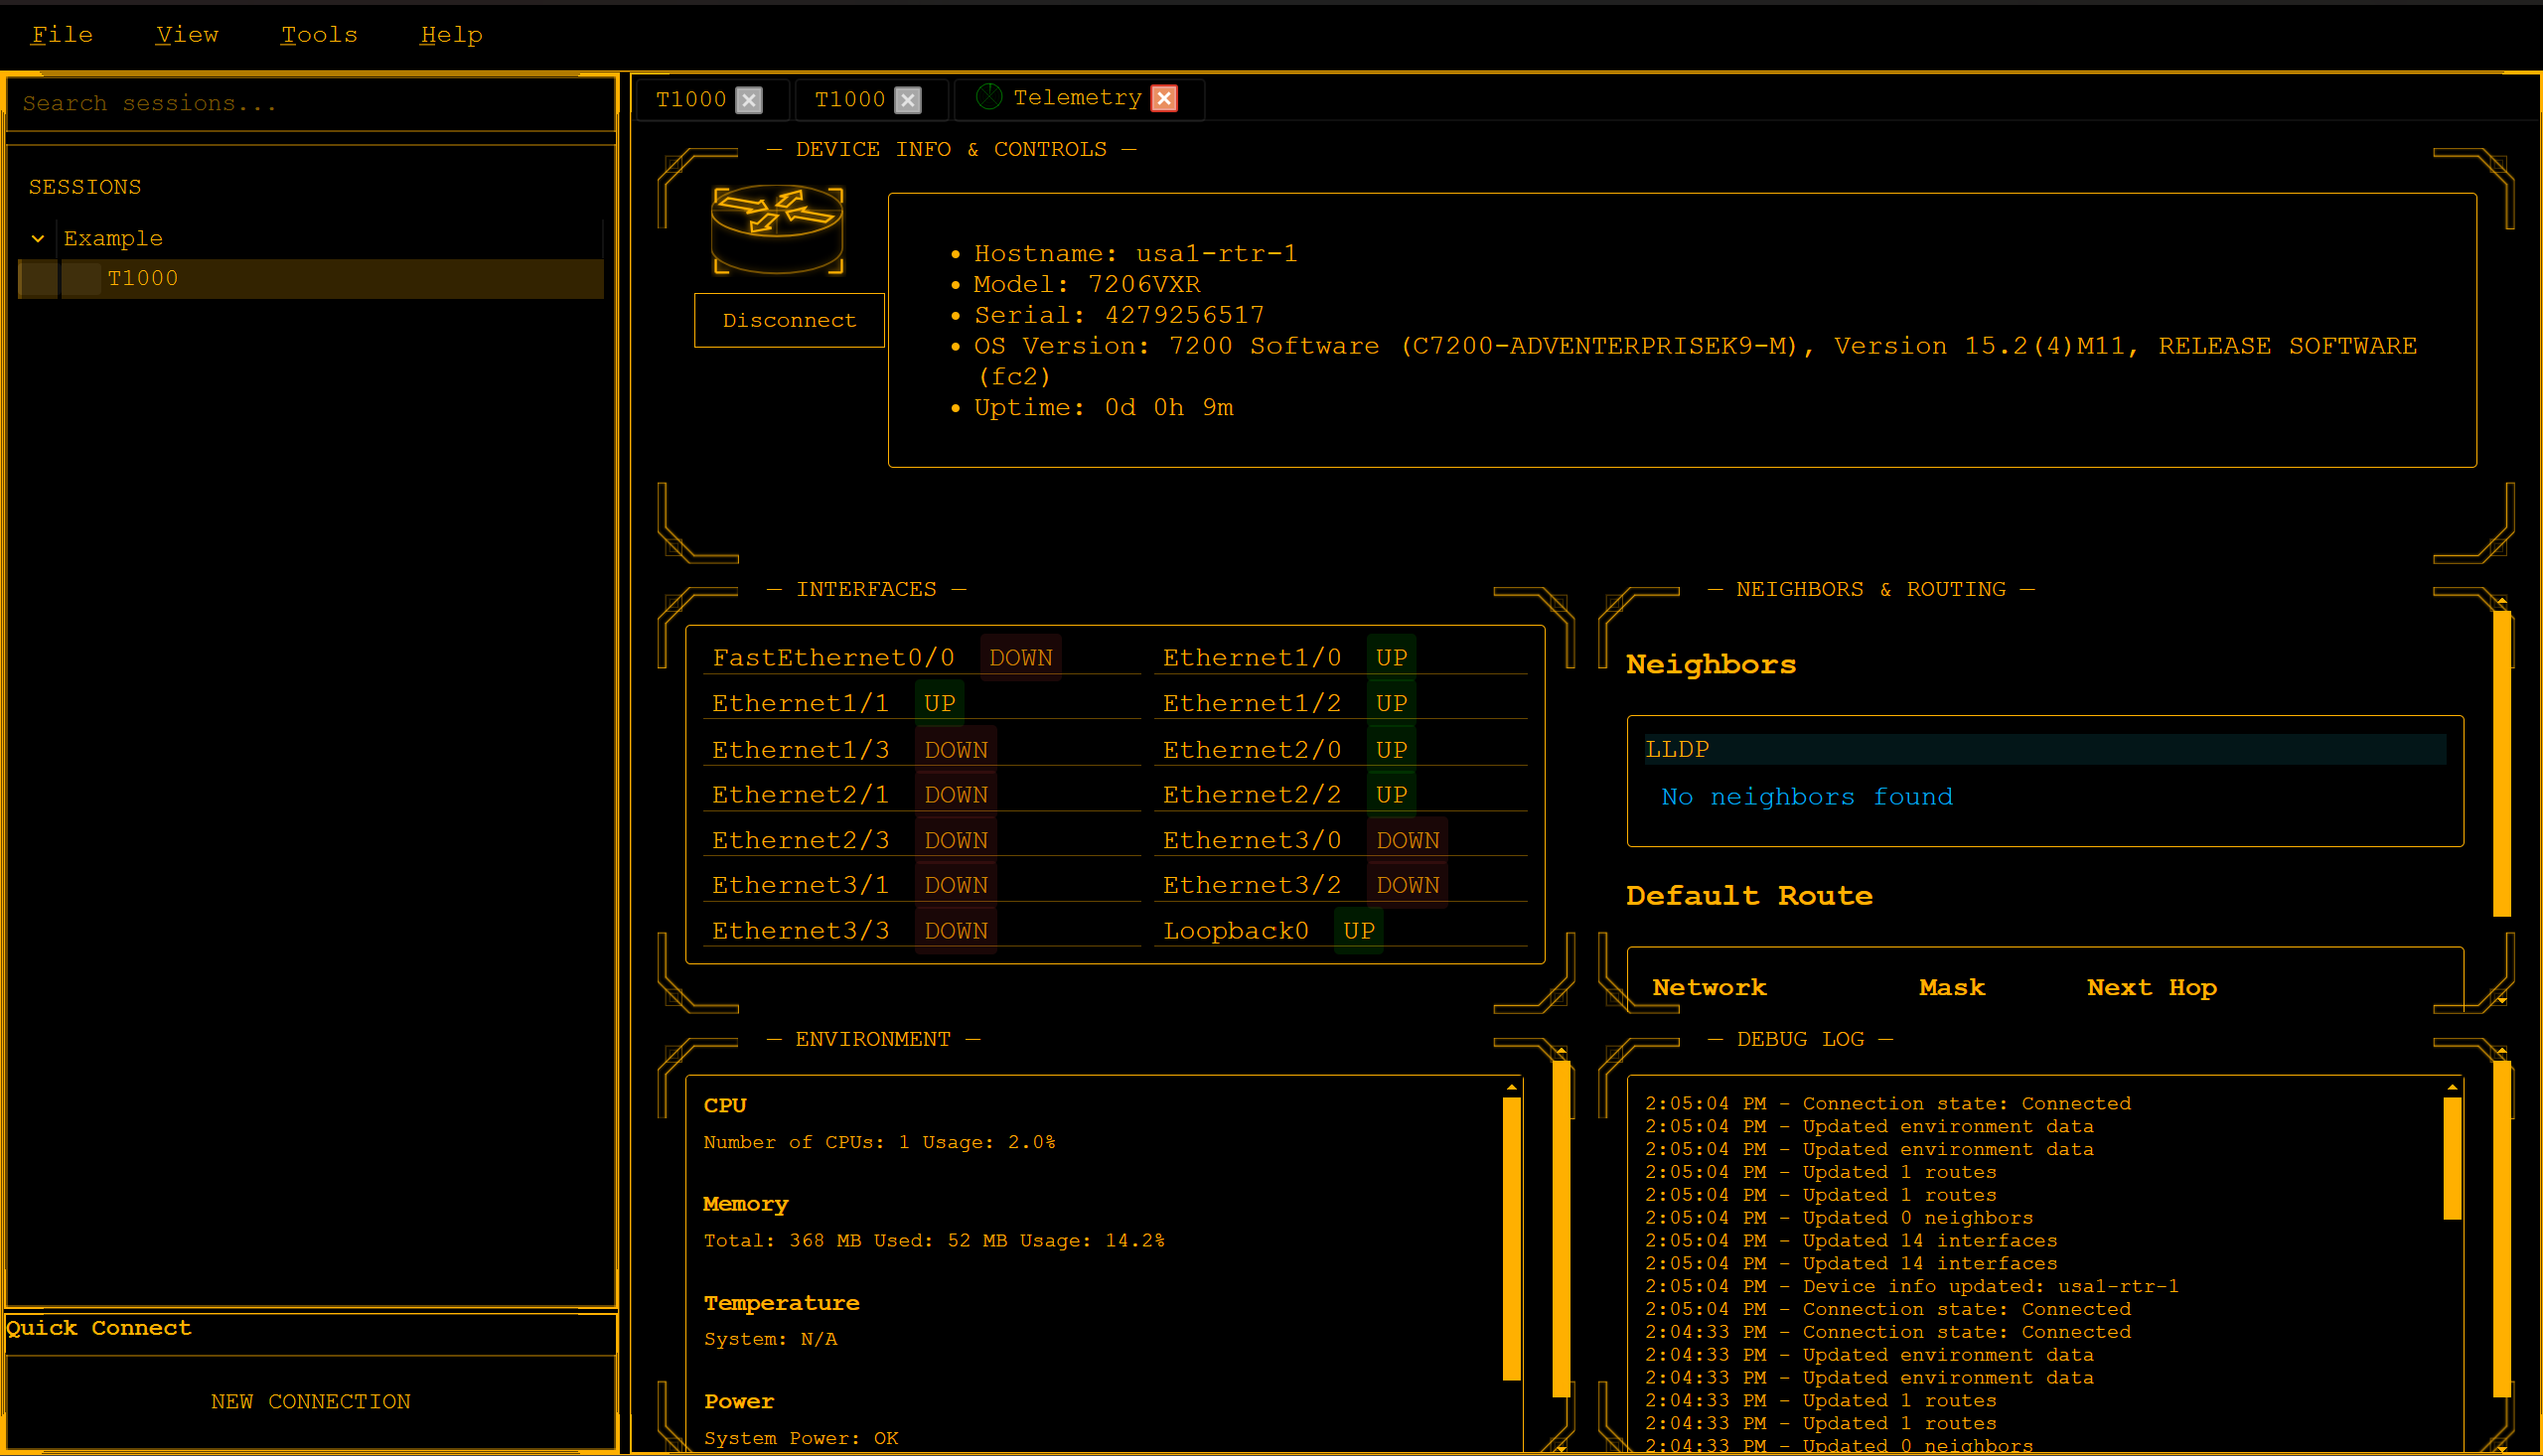 File View Tools Help
Search sessions...
SESSIONS
Example
T1000
Quick Connect
NEW CONNECTION
T1000 T1000 Telemetry
— DEVICE INFO & CONTROLS —
Disconnect
• Hostname: usa1-rtr-1
• Model: 7206VXR
• Serial: 4279256517
• OS Version: 7200 Software (C7200-ADVENTERPRISEK9-M), Version 15.2(4)M11, RELEASE SOFTWARE
(fc2)
• Uptime: 0d 0h 9m
— INTERFACES —
FastEthernet0/0 DOWN Ethernet1/0 UP
Ethernet1/1 UP Ethernet1/2 UP
Ethernet1/3 DOWN Ethernet2/0 UP
Ethernet2/1 DOWN Ethernet2/2 UP
Ethernet2/3 DOWN Ethernet3/0 DOWN
Ethernet3/1 DOWN Ethernet3/2 DOWN
Ethernet3/3 DOWN Loopback0 UP
— NEIGHBORS & ROUTING —
Neighbors
LLDP
No neighbors found
Default Route
Network Mask Next Hop
— ENVIRONMENT —
CPU
Number of CPUs: 1 Usage: 2.0%
Memory
Total: 368 MB Used: 52 MB Usage: 14.2%
Temperature
System: N/A
Power
System Power: OK
— DEBUG LOG —
2:05:04 PM - Connection state: Connected
2:05:04 PM - Updated environment data
2:05:04 PM - Updated environment data
2:05:04 PM - Updated 1 routes
2:05:04 PM - Updated 1 routes
2:05:04 PM - Updated 0 neighbors
2:05:04 PM - Updated 14 interfaces
2:05:04 PM - Updated 14 interfaces
2:05:04 PM - Device info updated: usa1-rtr-1
2:05:04 PM - Connection state: Connected
2:04:33 PM - Connection state: Connected
2:04:33 PM - Updated environment data
2:04:33 PM - Updated environment data
2:04:33 PM - Updated 1 routes
2:04:33 PM - Updated 1 routes
2:04:33 PM - Updated 0 neighbors